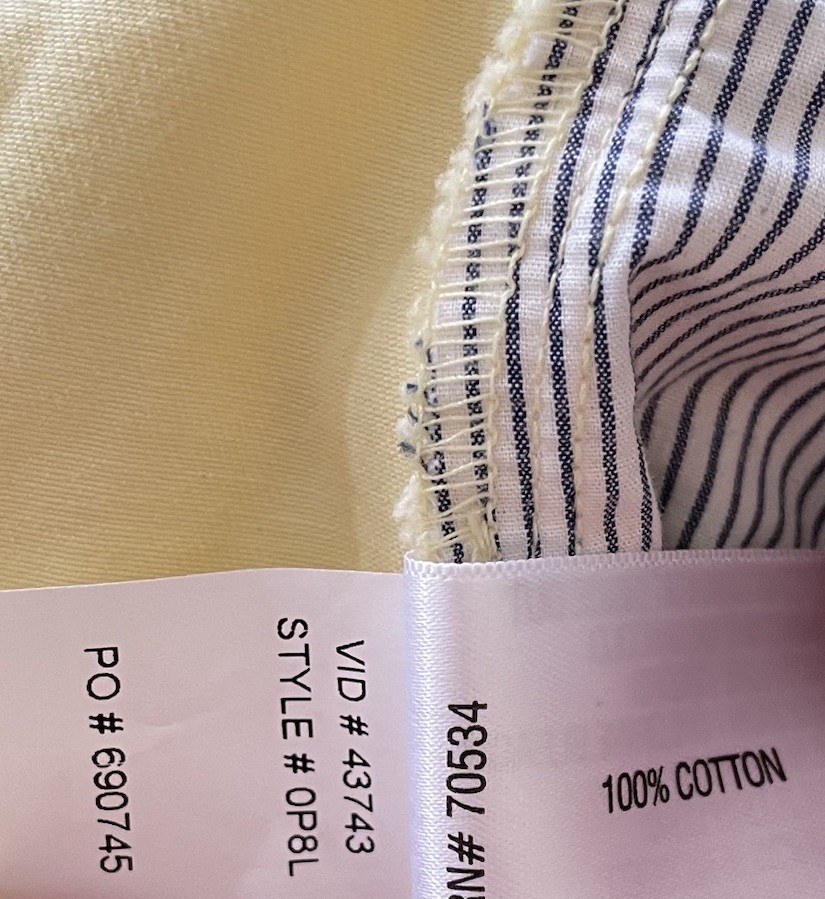 VID # 43743
STYLE # 0P8L
PO # 690745
N# 70534
100% COTTON